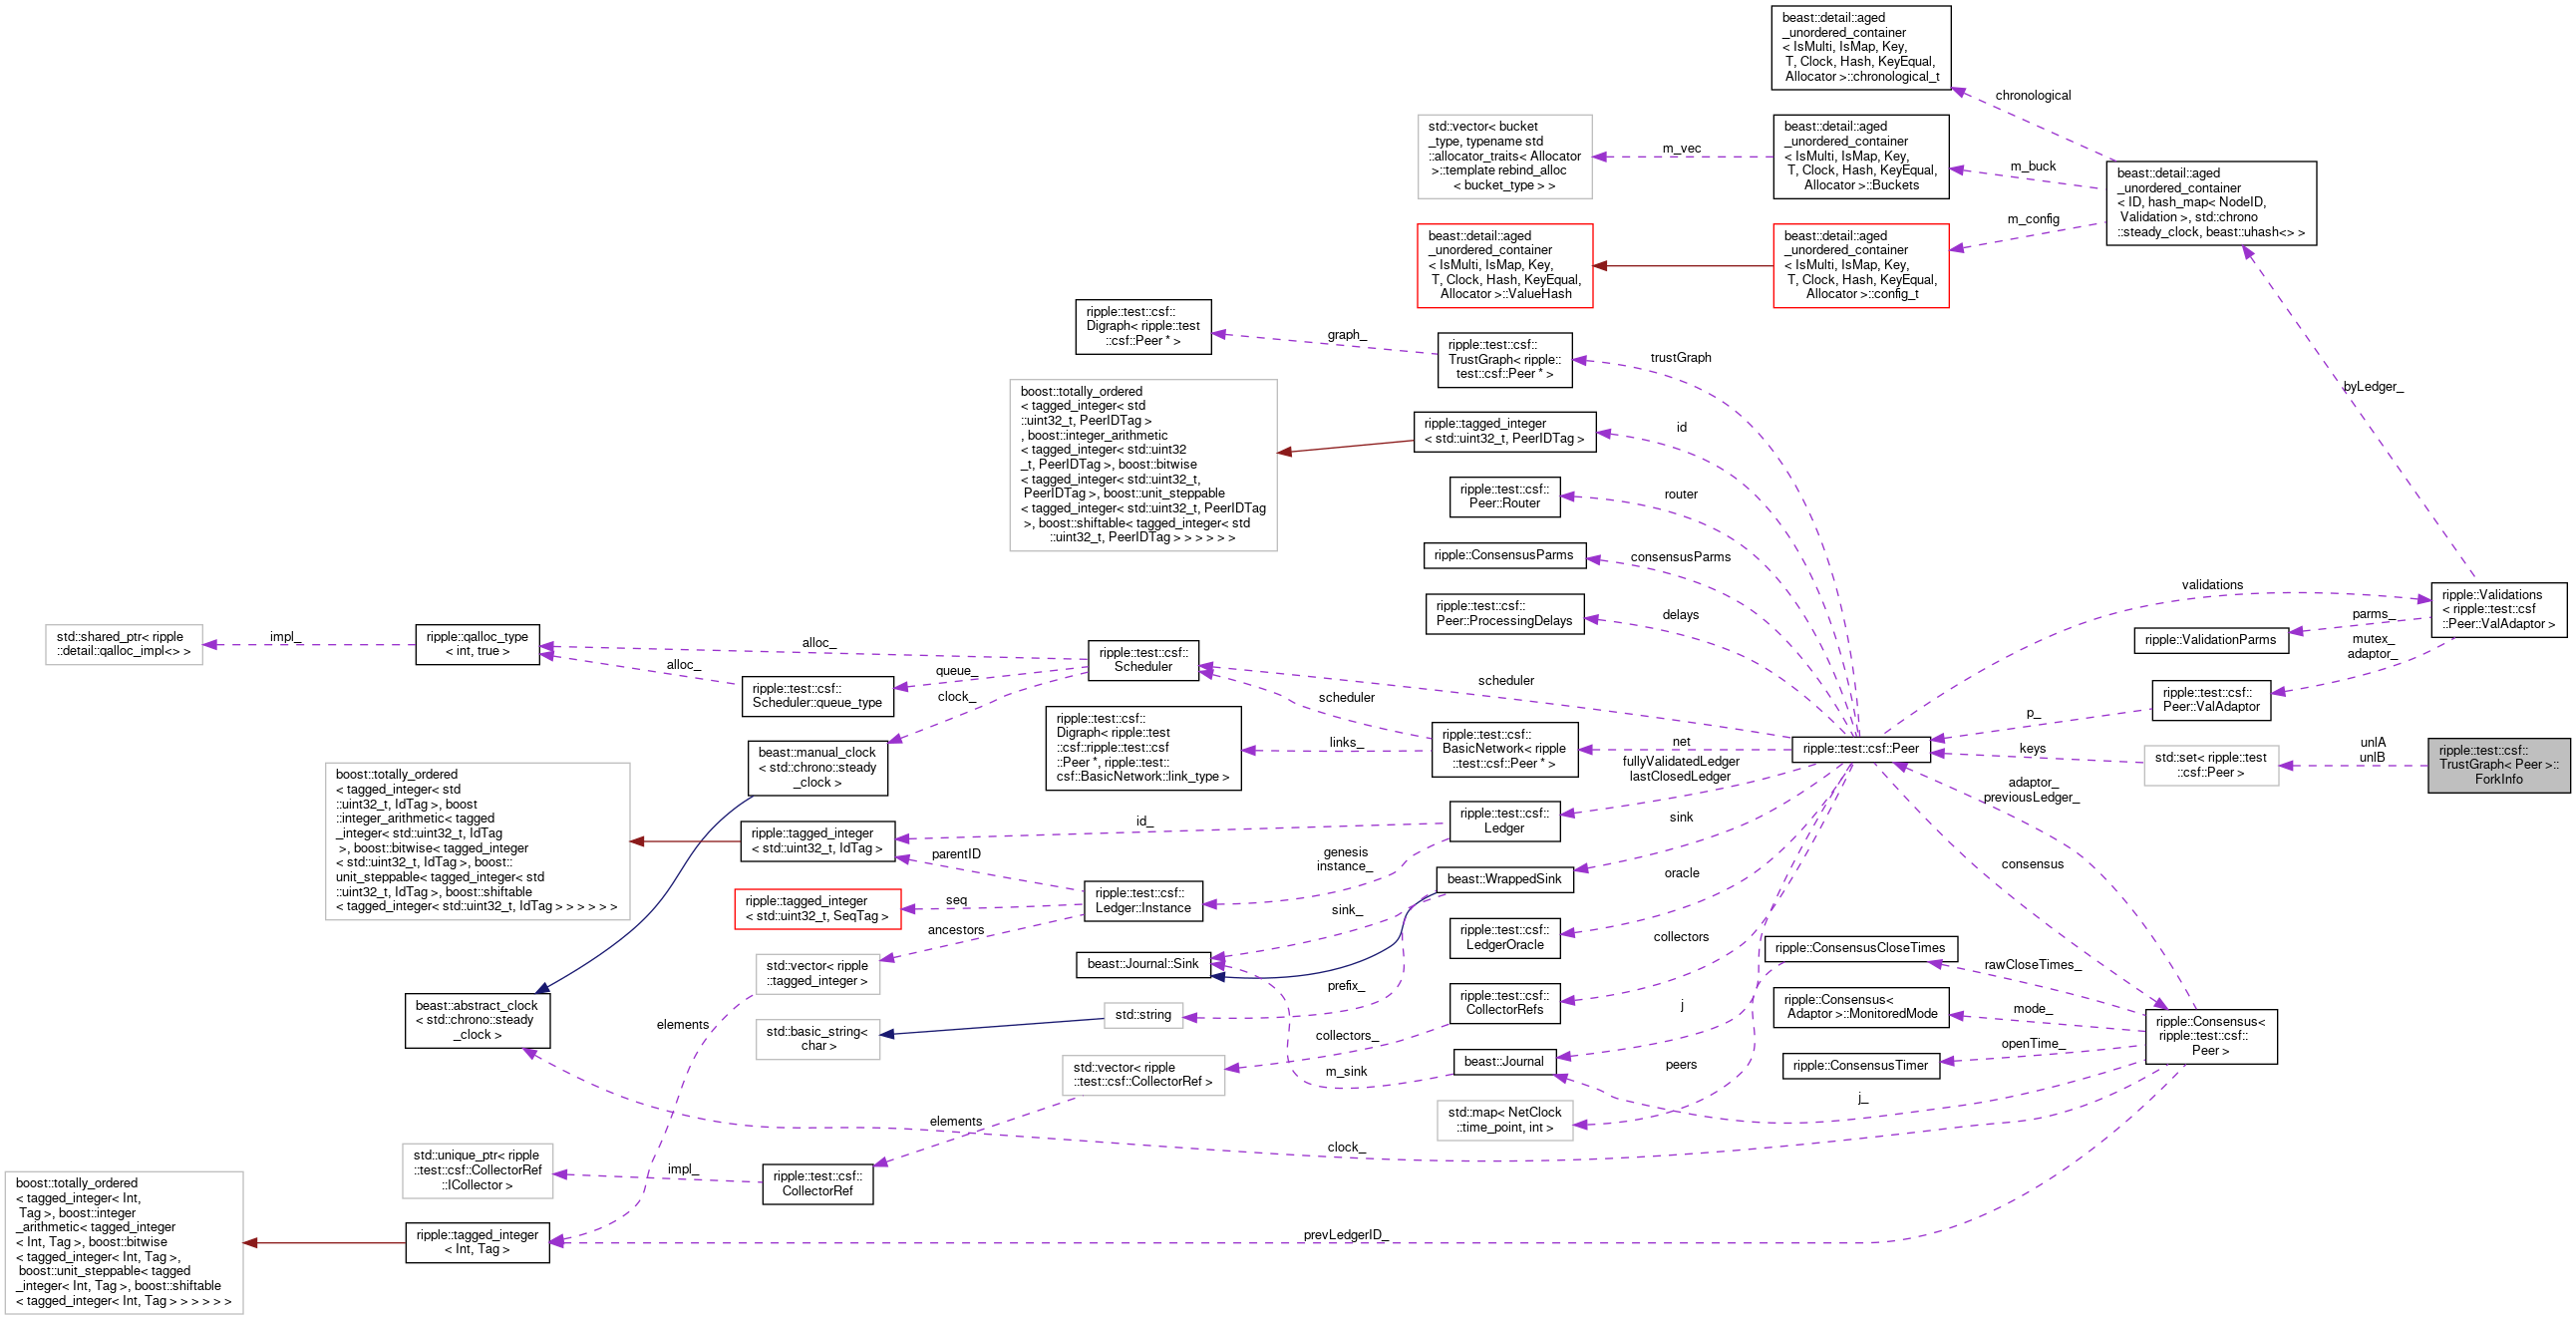 beast::detail::aged
_unordered_container
< IsMulti, IsMap, Key,
T, Clock, Hash, KeyEqual,
Allocator >::chronological_t
chronological
std::vector< bucket
_type, typename std
::allocator_traits< Allocator
>::template rebind_alloc
< bucket_type > >
m_vec
beast::detail::aged
_unordered_container
< IsMulti, IsMap, Key,
T, Clock, Hash, KeyEqual,
Allocator >::Buckets
m_buck
beast::detail::aged
_unordered_container
< ID, hash_map< NodeID,
Validation >, std::chrono
::steady_clock, beast::uhash<> >
beast::detail::aged
_unordered_container
< IsMulti, IsMap, Key,
T, Clock, Hash, KeyEqual,
Allocator >::ValueHash
beast::detail::aged
_unordered_container
< IsMulti, IsMap, Key,
T, Clock, Hash, KeyEqual,
Allocator >::config_t
m_config
ripple::test::csf::
Digraph< ripple::test
::csf::Peer * >
graph_
ripple::test::csf::
TrustGraph< ripple::
test::csf::Peer * >
trustGraph
byLedger_
boost::totally_ordered
< tagged_integer< std
::uint32_t, PeerIDTag >
, boost::integer_arithmetic
< tagged_integer< std::uint32
_t, PeerIDTag >, boost::bitwise
< tagged_integer< std::uint32_t,
PeerIDTag >, boost::unit_steppable
< tagged_integer< std::uint32_t, PeerIDTag
>, boost::shiftable< tagged_integer< std
::uint32_t, PeerIDTag > > > > > >
ripple::tagged_integer
< std::uint32_t, PeerIDTag >
id
ripple::test::csf::
Peer::Router
router
ripple::ConsensusParms
consensusParms
ripple::test::csf::
Peer::ProcessingDelays
delays
validations
ripple::Validations
< ripple::test::csf
::Peer::ValAdaptor >
parms_
ripple::ValidationParms
mutex_
adaptor_
std::shared_ptr< ripple
::detail::qalloc_impl<> >
impl_
ripple::qalloc_type
< int, true >
alloc_
alloc_
ripple::test::csf::
Scheduler::queue_type
queue_
clock_
ripple::test::csf::
Scheduler
scheduler
scheduler
ripple::test::csf::
Peer::ValAdaptor
p_
ripple::test::csf::
Digraph< ripple::test
::csf::ripple::test::csf
::Peer *, ripple::test::
csf::BasicNetwork::link_type >
links_
ripple::test::csf::
BasicNetwork< ripple
::test::csf::Peer * >
net
ripple::test::csf::Peer
keys
std::set< ripple::test
::csf::Peer >
unlA
unlB
ripple::test::csf::
TrustGraph< Peer >::
ForkInfo
beast::manual_clock
< std::chrono::steady
_clock >
boost::totally_ordered
< tagged_integer< std
::uint32_t, IdTag >, boost
::integer_arithmetic< tagged
_integer< std::uint32_t, IdTag
>, boost::bitwise< tagged_integer
< std::uint32_t, IdTag >, boost::
unit_steppable< tagged_integer< std
::uint32_t, IdTag >, boost::shiftable
< tagged_integer< std::uint32_t, IdTag > > > > > >
ripple::tagged_integer
< std::uint32_t, IdTag >
id_
parentID
fullyValidatedLedger
lastClosedLedger
ripple::test::csf::
Ledger
genesis
instance_
adaptor_
previousLedger_
ripple::tagged_integer
< std::uint32_t, SeqTag >
seq
ripple::test::csf::
Ledger::Instance
ancestors
beast::WrappedSink
sink
sink_
oracle
consensus
ripple::test::csf::
LedgerOracle
std::vector< ripple
::tagged_integer >
beast::Journal::Sink
collectors
ripple::ConsensusCloseTimes
rawCloseTimes_
beast::abstract_clock
< std::chrono::steady
_clock >
elements
std::basic_string<
char >
std::string
prefix_
ripple::test::csf::
CollectorRefs
collectors_
j
ripple::Consensus<
Adaptor >::MonitoredMode
mode_
ripple::Consensus<
ripple::test::csf::
Peer >
openTime_
ripple::ConsensusTimer
std::vector< ripple
::test::csf::CollectorRef >
m_sink
beast::Journal
peers
j_
std::map< NetClock
::time_point, int >
elements
clock_
std::unique_ptr< ripple
::test::csf::CollectorRef
::ICollector >
impl_
ripple::test::csf::
CollectorRef
boost::totally_ordered
< tagged_integer< Int,
Tag >, boost::integer
_arithmetic< tagged_integer
< Int, Tag >, boost::bitwise
< tagged_integer< Int, Tag >,
boost::unit_steppable< tagged
_integer< Int, Tag >, boost::shiftable
< tagged_integer< Int, Tag > > > > > >
ripple::tagged_integer
< Int, Tag >
prevLedgerID_